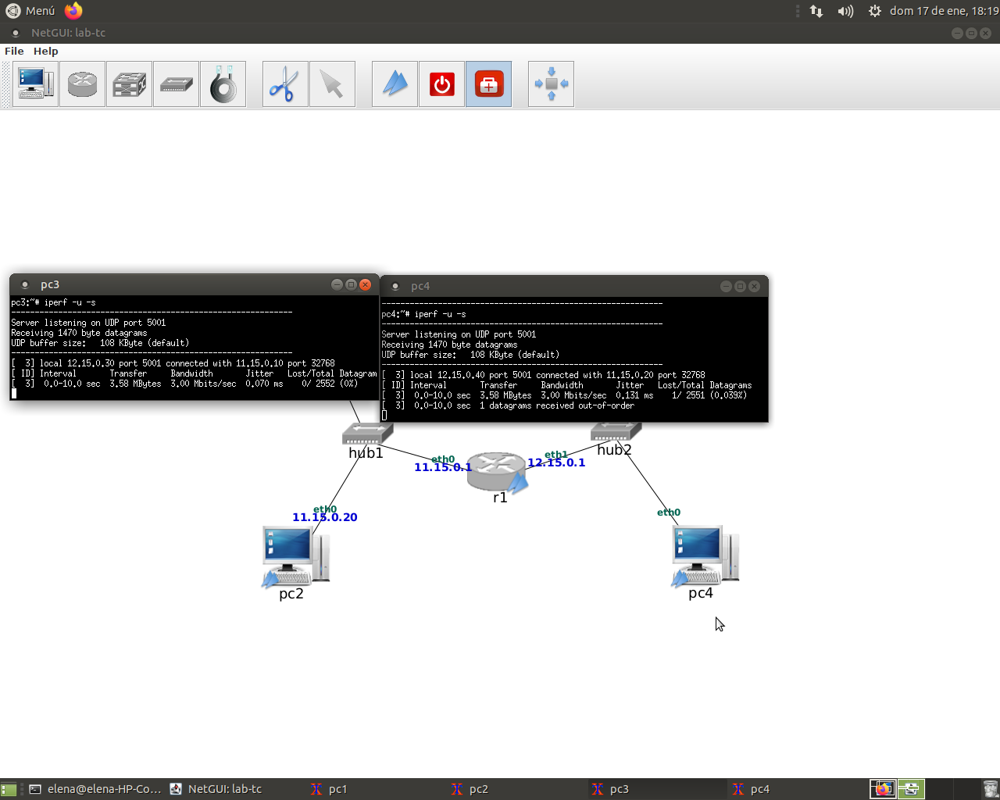 Menú
dom 17 de ene, 18:19
NetGUI: lab-tc
File Help
pc3
pc3:~# iperf -u -s
------------------------------------------------------------
Server listening on UDP port 5001
Receiving 1470 byte datagrams
UDP buffer size:   108 KByte (default)
------------------------------------------------------------
[  3] local 12.15.0.30 port 5001 connected with 11.15.0.10 port 32768
[ ID] Interval       Transfer     Bandwidth       Jitter   Lost/Total Datagram
[  3]  0.0-10.0 sec  3.58 MBytes  3.00 Mbits/sec  0.070 ms    0/ 2552 (0%)
pc4
------------------------------------------------------------
pc4:~# iperf -u -s
------------------------------------------------------------
Server listening on UDP port 5001
Receiving 1470 byte datagrams
UDP buffer size:   108 KByte (default)
------------------------------------------------------------
[  3] local 12.15.0.40 port 5001 connected with 11.15.0.20 port 32768
[ ID] Interval       Transfer     Bandwidth       Jitter   Lost/Total Datagrams
[  3]  0.0-10.0 sec  3.58 MBytes  3.00 Mbits/sec  0.131 ms    1/ 2551 (0.039%)
[  3]  0.0-10.0 sec  1 datagrams received out-of-order
hub1
hub2
eth0
11.15.0.1
eth1
12.15.0.1
r1
eth0
11.15.0.20
eth0
pc2
pc4
elena@elena-HP-Co... NetGUI: lab-tc pc1 pc2 pc3 pc4